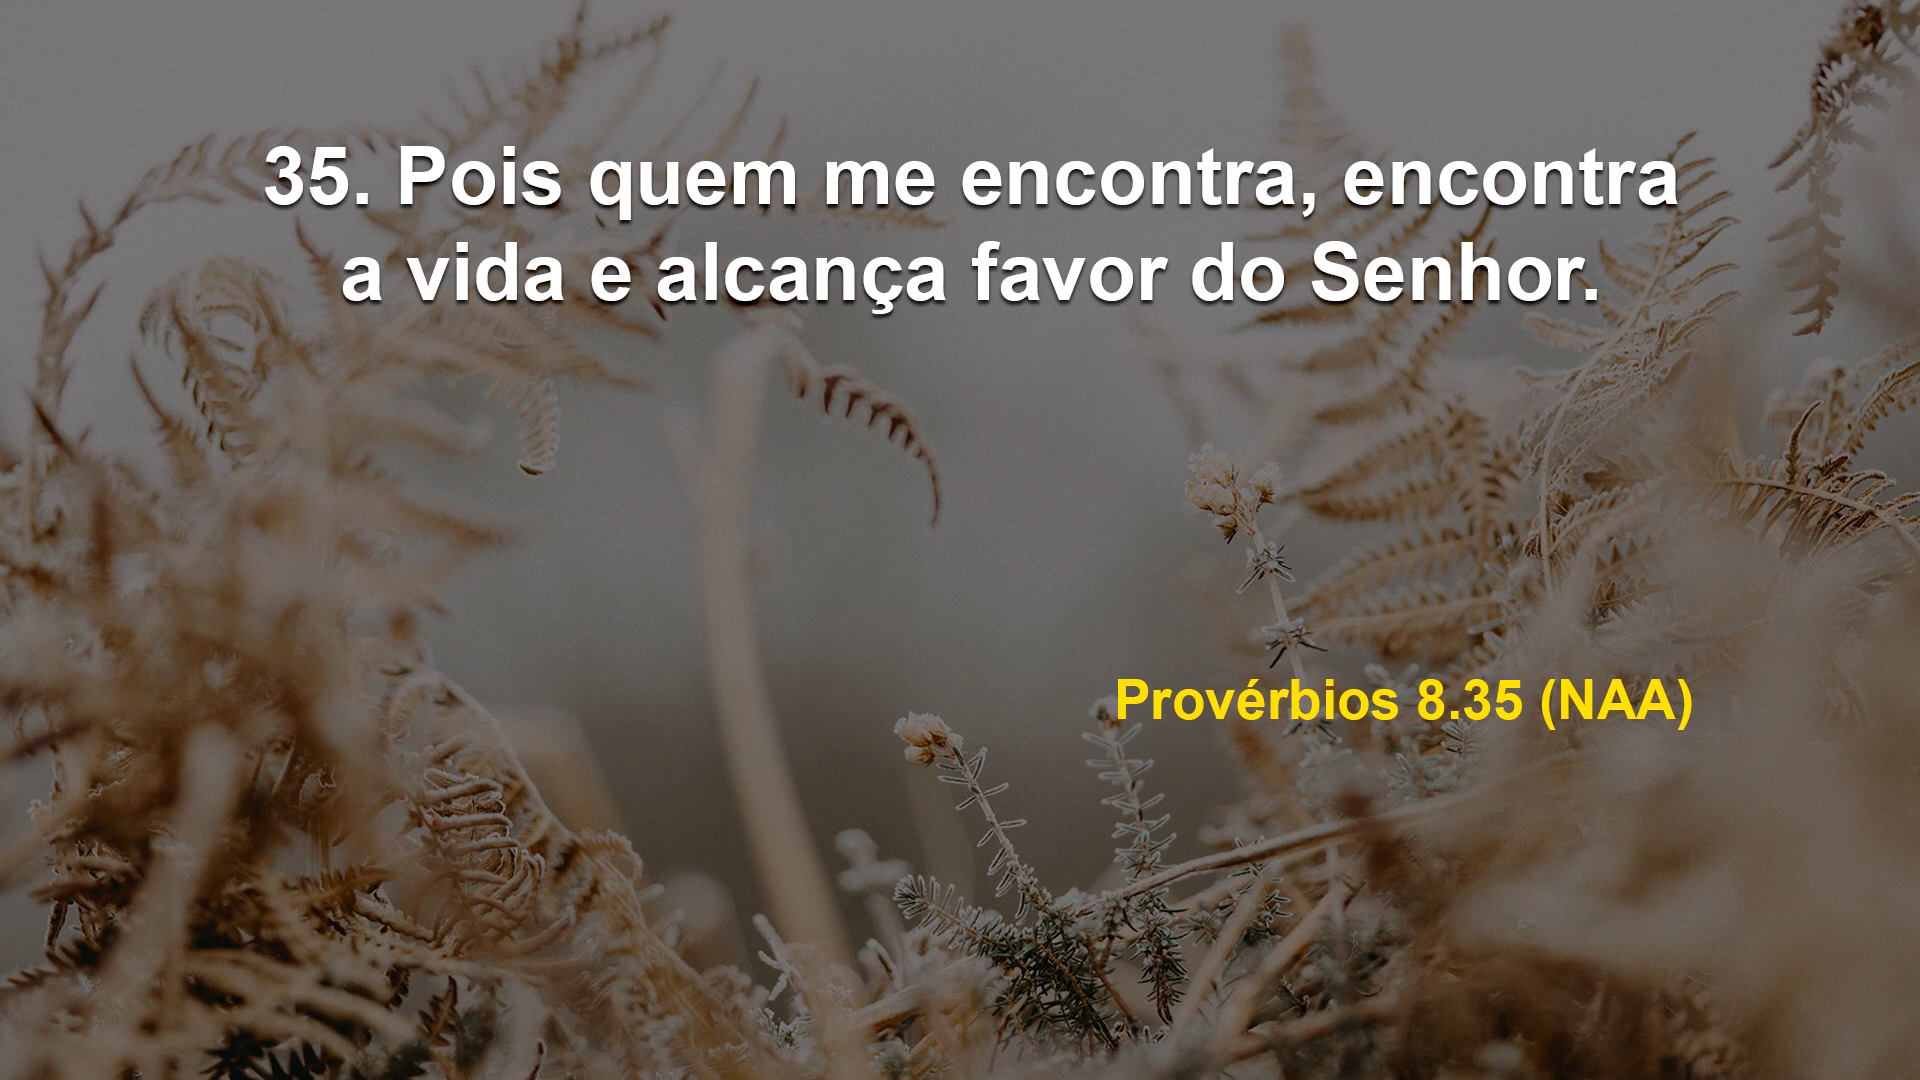 35. Pois quem me encontra, encontra
a vida e alcança favor do Senhor.
Provérbios 8.35 (NAA)